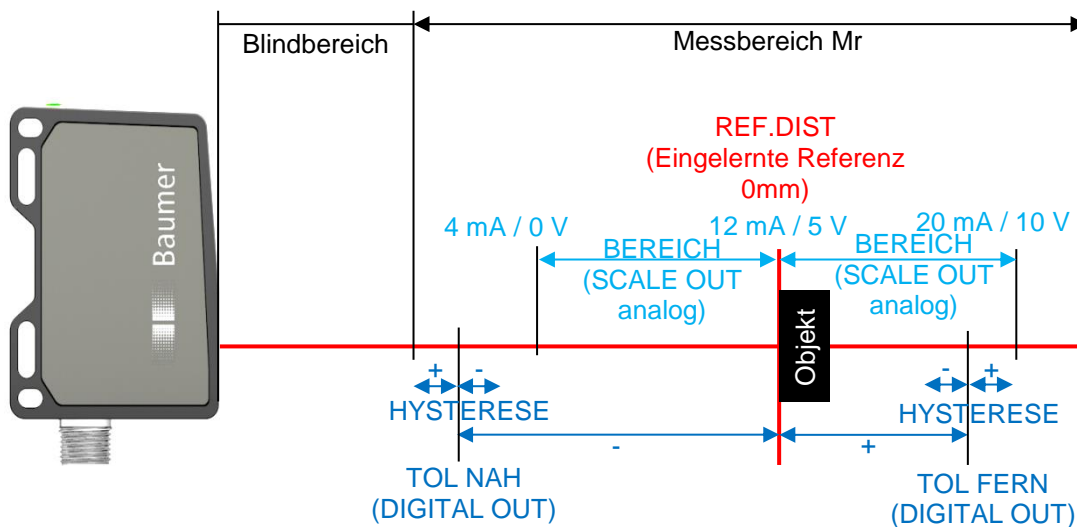 Blindbereich
Messbereich Mr
REF.DIST
(Eingelernte Referenz
0mm)
4 mA / 0 V
12 mA / 5 V
20 mA / 10 V
BEREICH
(SCALE OUT
analog)
BEREICH
(SCALE OUT
analog)
Baumer
Objekt
+ -
HYSTERESE
- +
HYSTERESE
-
+
TOL NAH
(DIGITAL OUT)
TOL FERN
(DIGITAL OUT)